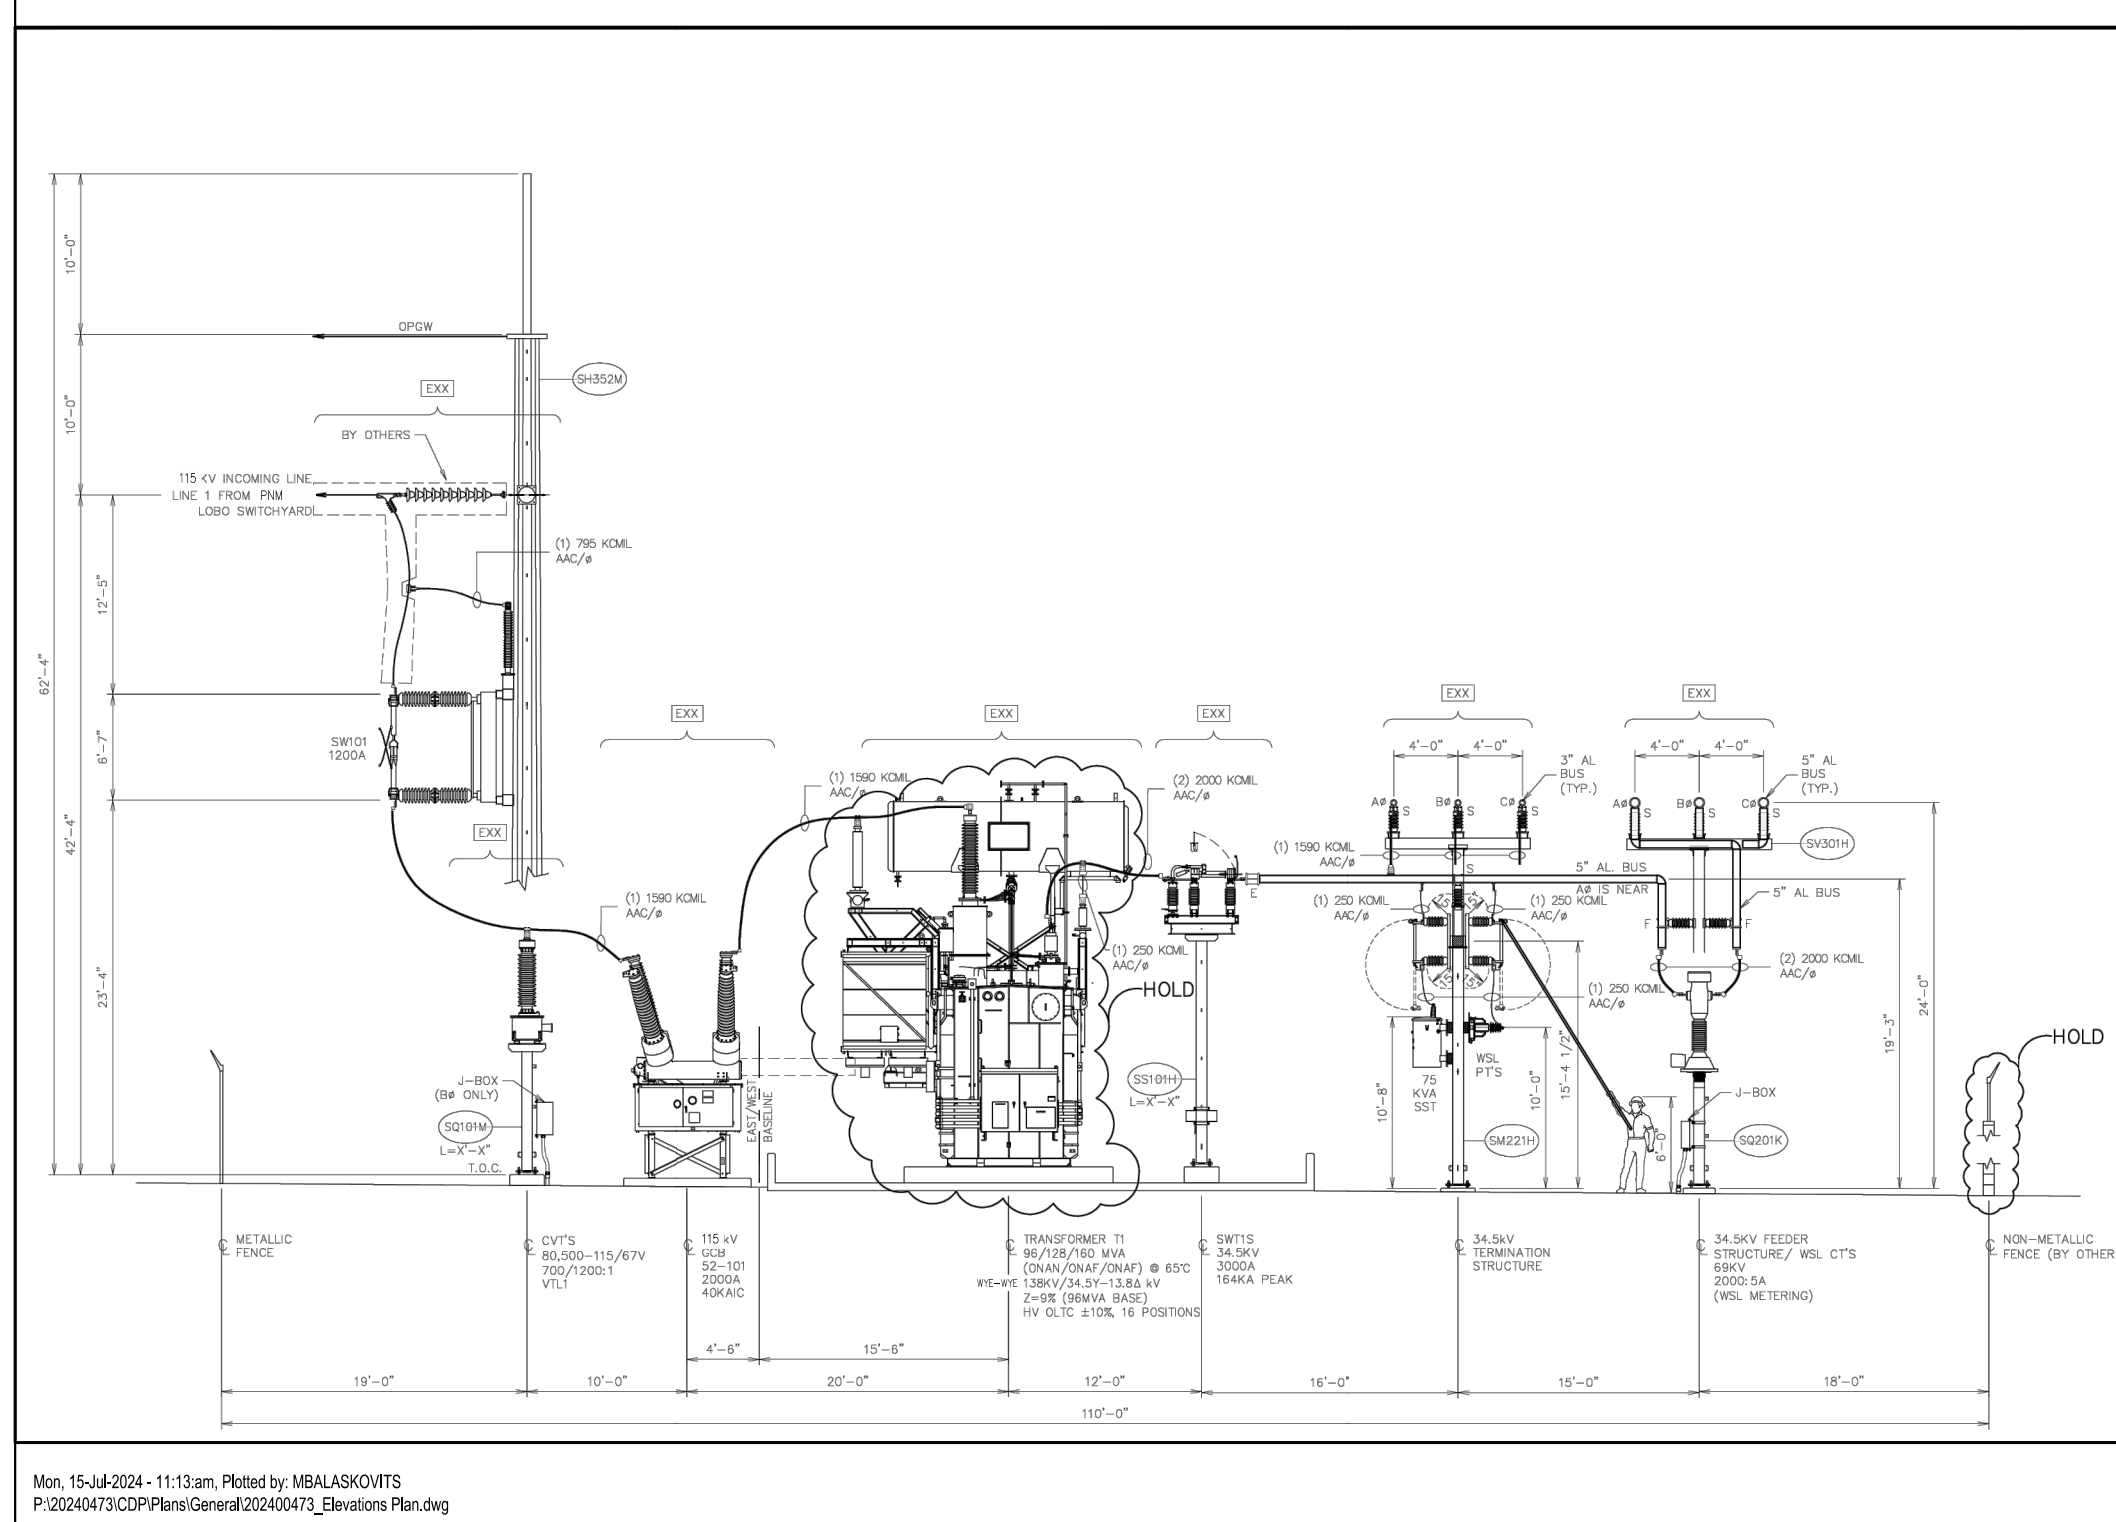 10'-0"
OPGW
SH352M
EXX
10'-0"
BY OTHERS
115 KV INCOMING LINE
LINE 1 FROM PNM
LOBO SWITCHYARD
(1) 795 KCMIL
AAC/ø
12'-5"
62'-4"
42'-4"
6'-7"
SW101
1200A
EXX
23'-4"
EXX
(1) 1590 KCMIL
AAC/ø
J-BOX
(Bø ONLY)
SQ101M
L=X'-X"
T.O.C.
EAST/WEST
BASELINE
EXX
(1) 1590 KCMIL
AAC/ø
(1) 250 KCMIL
AAC/ø
HOLD
EXX
(2) 2000 KCMIL
AAC/ø
E
SS101H
L=X'-X"
EXX
4'-0"
4'-0"
3" AL
BUS
(TYP.)
Aø
S
Bø
S
Cø
S
(1) 1590 KCMIL
AAC/ø
S
5" AL. BUS
Aø IS NEAR
(1) 250 KCMIL
AAC/ø
(1) 250 KCMIL
AAC/ø
15"
15"
15"
15"
(1) 250 KCMIL
AAC/ø
75
KVA
SST
WSL
PT'S
10'-8"
10'-0"
15'-4 1/2"
SM221H
6'-0"
EXX
4'-0"
4'-0"
5" AL
BUS
(TYP.)
Aø
S
Bø
S
Cø
S
SV301H
5" AL BUS
F
F
(2) 2000 KCMIL
AAC/ø
J-BOX
SQ201K
19'-3"
24'-0"
HOLD
℄ METALLIC
FENCE
℄ CVT'S
80,500-115/67V
700/1200:1
VTL1
℄ 115 kV
GCB
52-101
2000A
40KAIC
℄ TRANSFORMER T1
96/128/160 MVA
(ONAN/ONAF/ONAF) @ 65°C
WYE-WYE 138KV/34.5Y-13.8Δ kV
Z=9% (96MVA BASE)
HV OLTC ±10%, 16 POSITIONS
℄ SWT1S
34.5KV
3000A
164KA PEAK
℄ 34.5kV
TERMINATION
STRUCTURE
℄ 34.5KV FEEDER
STRUCTURE/ WSL CT'S
69KV
2000:5A
(WSL METERING)
℄ NON-METALLIC
FENCE (BY OTHER
4'-6"
15'-6"
19'-0"
10'-0"
20'-0"
12'-0"
16'-0"
15'-0"
18'-0"
110'-0"
Mon, 15-Jul-2024 - 11:13:am, Plotted by: MBALASKOVITS
P:\20240473\CDP\Plans\General\202400473_Elevations Plan.dwg